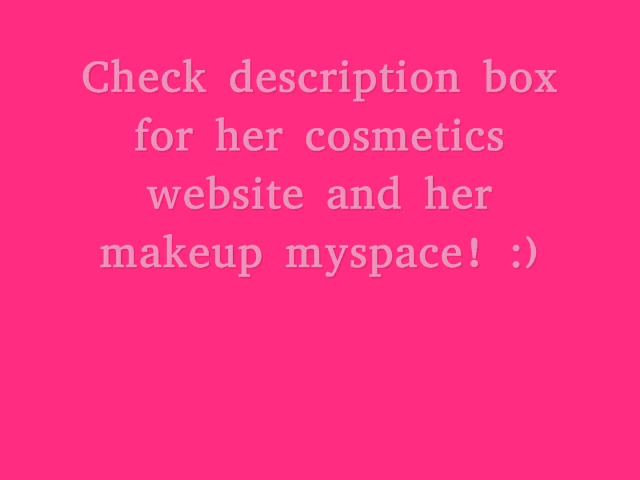 Check description box
for her cosmetics
website and her
makeup myspace! :)